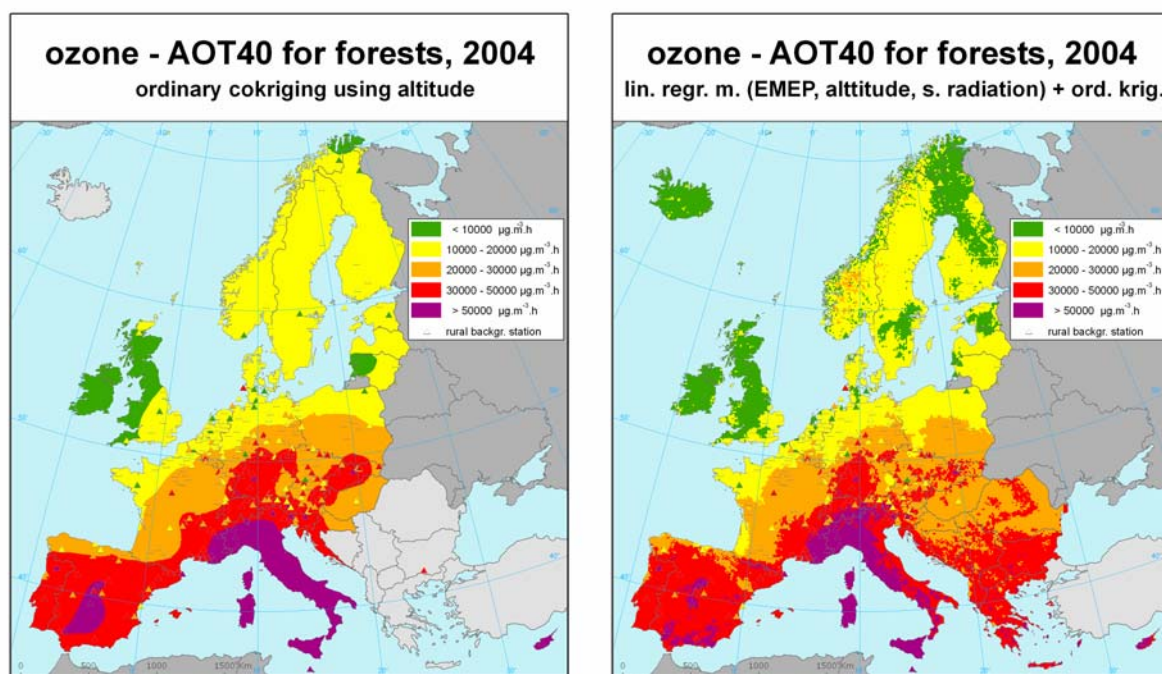 ozone - AOT40 for forests, 2004
ordinary cokriging using altitude
< 10000 µg.m⁻³.h
10000 - 20000 µg.m⁻³.h
20000 - 30000 µg.m⁻³.h
30000 - 50000 µg.m⁻³.h
> 50000 µg.m⁻³.h
rural backgr. station
0 500 1000 1500 Km
ozone - AOT40 for forests, 2004
lin. regr. m. (EMEP, alttitude, s. radiation) + ord. krig.
< 10000 µg.m⁻³.h
10000 - 20000 µg.m⁻³.h
20000 - 30000 µg.m⁻³.h
30000 - 50000 µg.m⁻³.h
> 50000 µg.m⁻³.h
rural backgr. station
0 500 1000 1500 Km